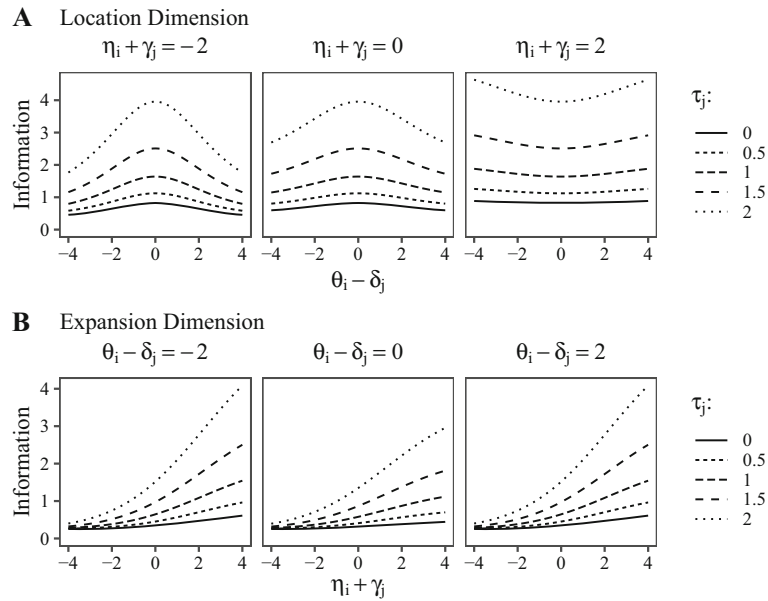 A Location Dimension
ηi + γj = −2 ηi + γj = 0 ηi + γj = 2
Information
4
3
2
1
0
−4 −2 0 2 4 −4 −2 0 2 4 −4 −2 0 2 4
θi − δj
τj:
0
0.5
1
1.5
2
B Expansion Dimension
θi − δj = −2 θi − δj = 0 θi − δj = 2
Information
4
3
2
1
0
−4 −2 0 2 4 −4 −2 0 2 4 −4 −2 0 2 4
ηi + γj
τj:
0
0.5
1
1.5
2